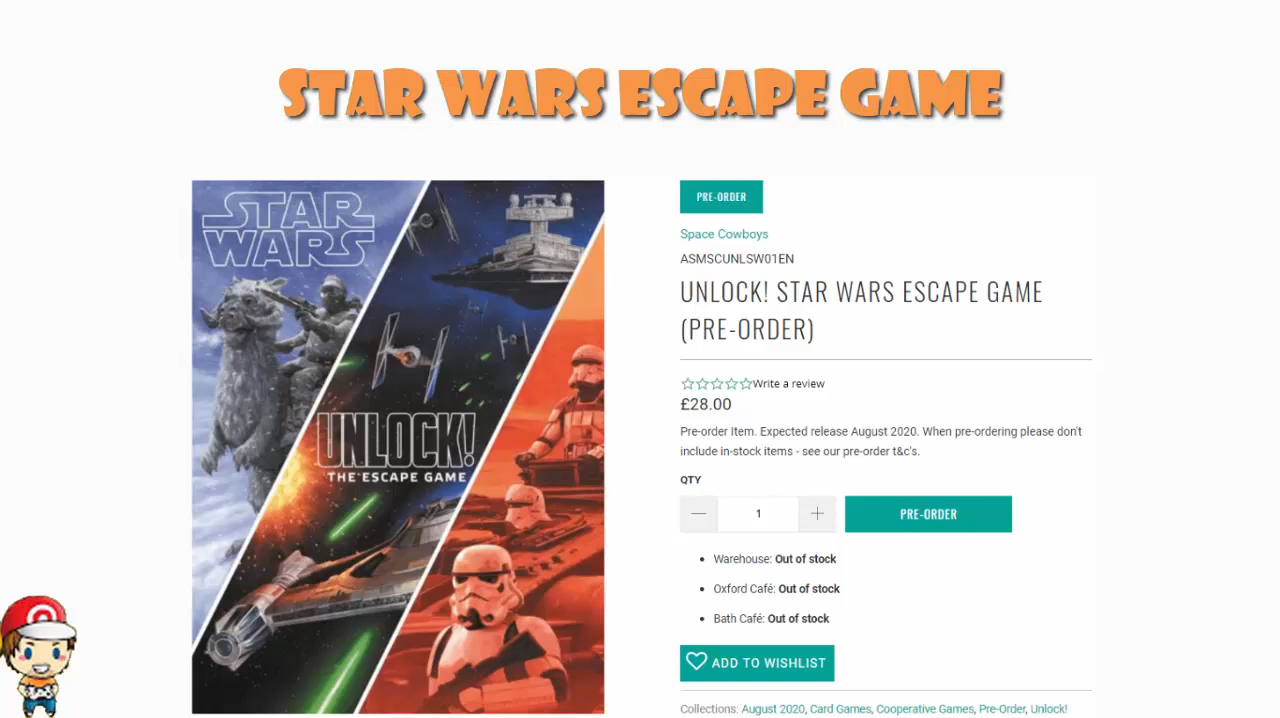 STAR WARS ESCAPE GAME
STAR
WARS
UNLOCK!
THE ESCAPE GAME
PRE-ORDER
Space Cowboys
ASMSCUNLSW01EN
UNLOCK! STAR WARS ESCAPE GAME
(PRE-ORDER)
Write a review
£28.00
Pre-order Item. Expected release August 2020. When pre-ordering please don't
include in-stock items - see our pre-order t&c's.
QTY
— 1 + PRE-ORDER
• Warehouse: Out of stock
• Oxford Café: Out of stock
• Bath Café: Out of stock
ADD TO WISHLIST
Collections: August 2020, Card Games, Cooperative Games, Pre-Order, Unlock!